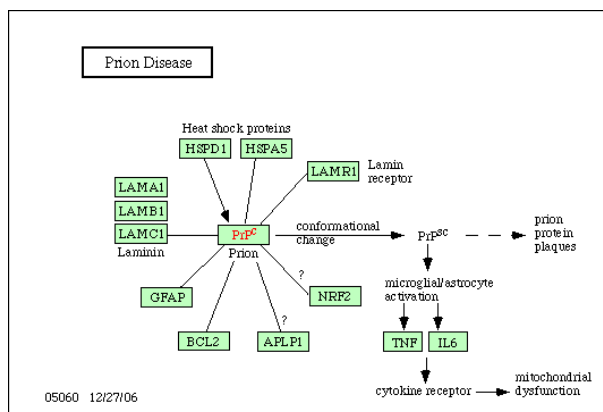 Prion Disease
Heat shock proteins
HSPD1
HSPA5
LAMR1
Lamin
receptor
LAMA1
LAMB1
LAMC1
Laminin
PrPC
Prion
conformational
change
PrPSC
prion
protein
plaques
?
NRF2
GFAP
?
BCL2
APLP1
microglial/astrocyte
activation
TNF
IL6
cytokine receptor
mitochondrial
dysfunction
05060 12/27/06